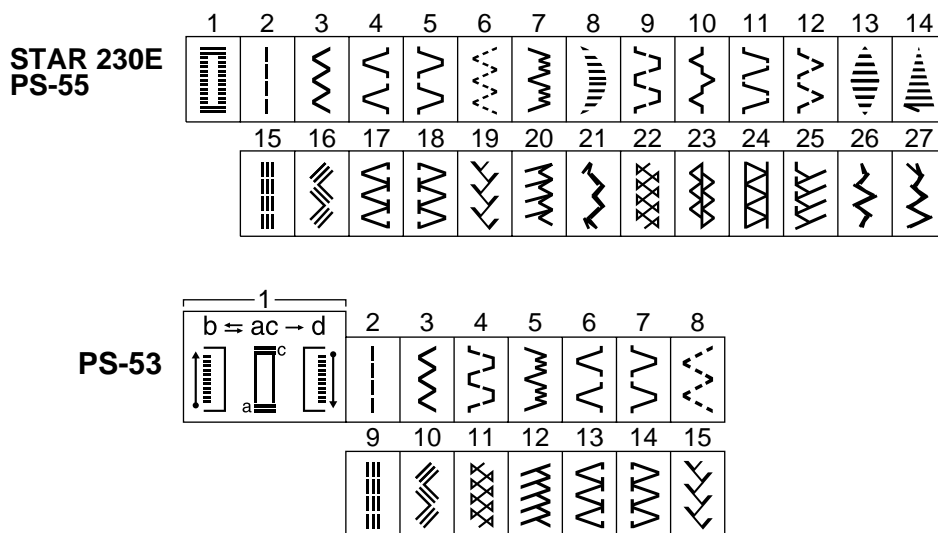 1 2 3 4 5 6 7 8 9 10 11 12 13 14
STAR 230E
PS-55
15 16 17 18 19 20 21 22 23 24 25 26 27
1
b ⇆ ac → d 2 3 4 5 6 7 8
PS-53
c
a
9 10 11 12 13 14 15